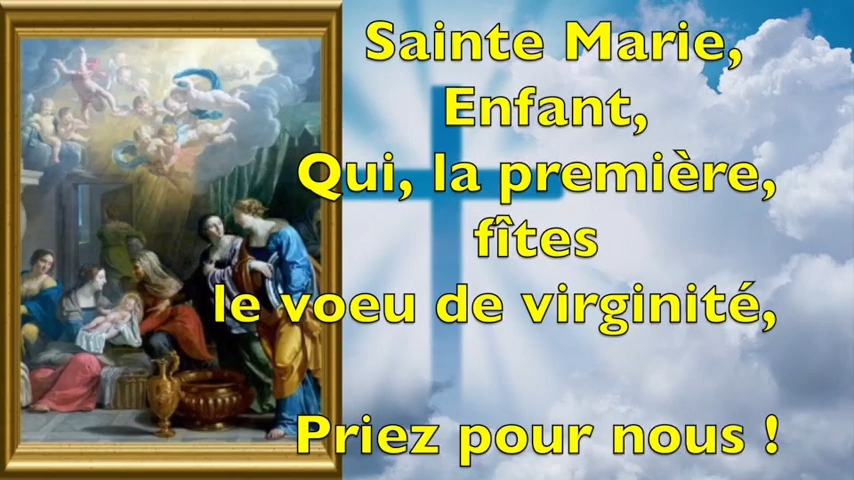 Sainte Marie,
Enfant,
Qui, la première,
fîtes
le voeu de virginité,
Priez pour nous !